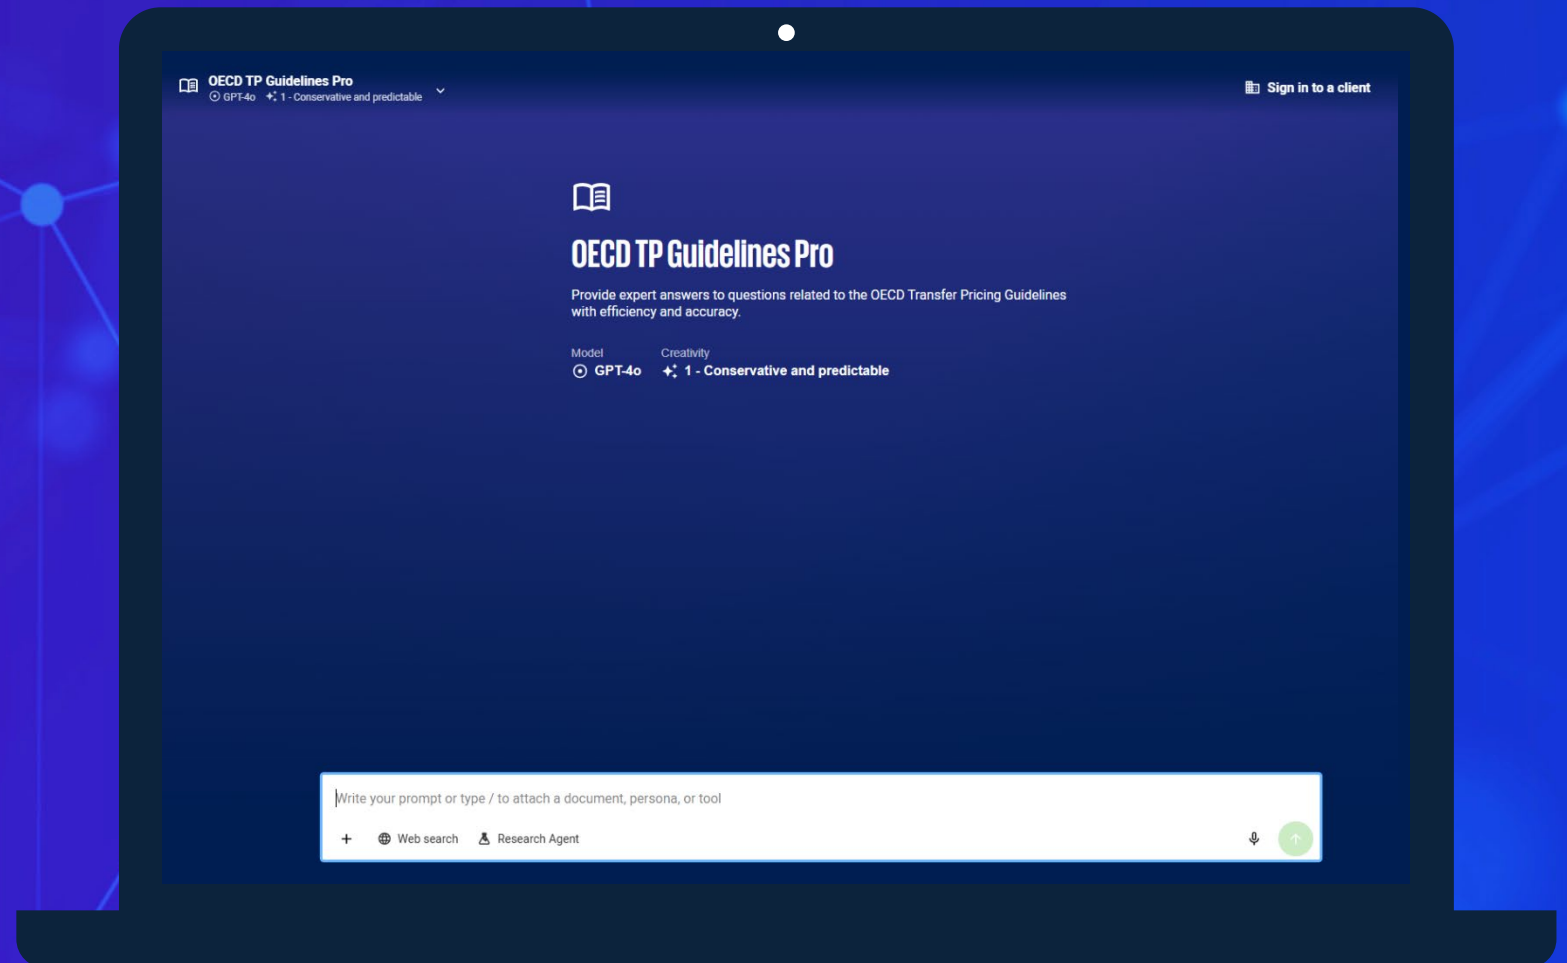 OECD TP Guidelines Pro
GPT-4o 1 - Conservative and predictable
Sign in to a client
OECD TP Guidelines Pro
Provide expert answers to questions related to the OECD Transfer Pricing Guidelines
with efficiency and accuracy.
Model Creativity
GPT-4o 1 - Conservative and predictable
Write your prompt or type / to attach a document, persona, or tool
Web search Research Agent